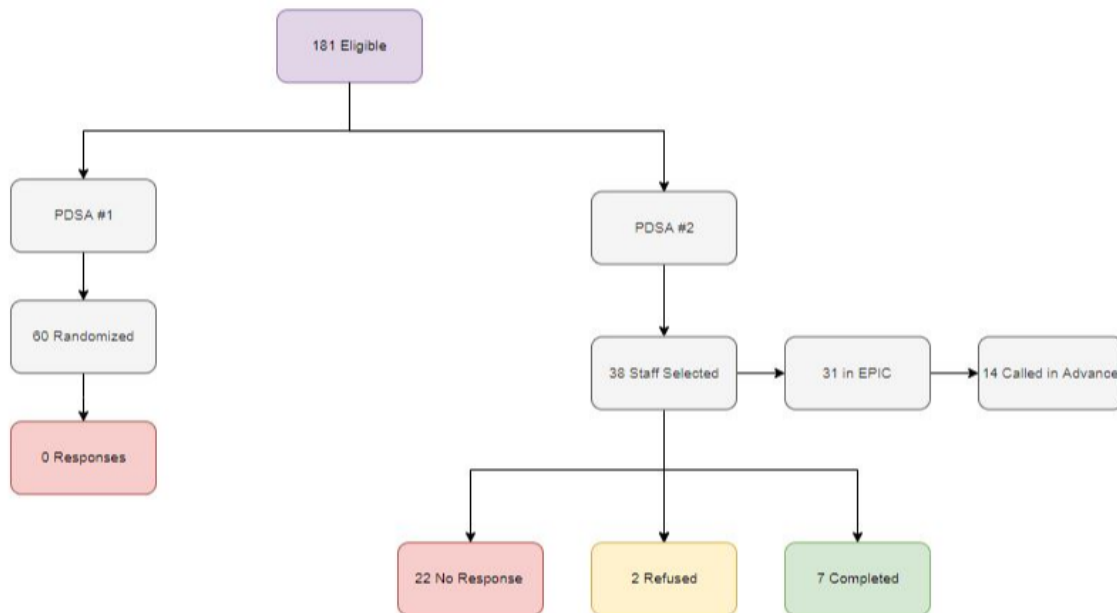 181 Eligible
PDSA #1
PDSA #2
60 Randomized
38 Staff Selected
31 in EPIC
14 Called in Advance
0 Responses
22 No Response
2 Refused
7 Completed